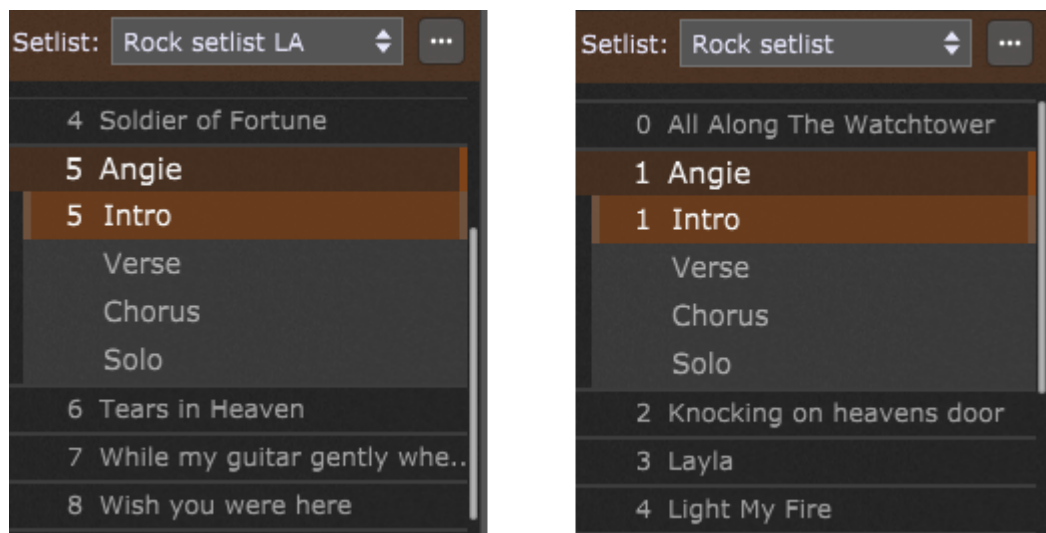 Setlist: Rock setlist LA ...
4 Soldier of Fortune
5 Angie
5 Intro
Verse
Chorus
Solo
6 Tears in Heaven
7 While my guitar gently whe..
8 Wish you were here
Setlist: Rock setlist ...
0 All Along The Watchtower
1 Angie
1 Intro
Verse
Chorus
Solo
2 Knocking on heavens door
3 Layla
4 Light My Fire